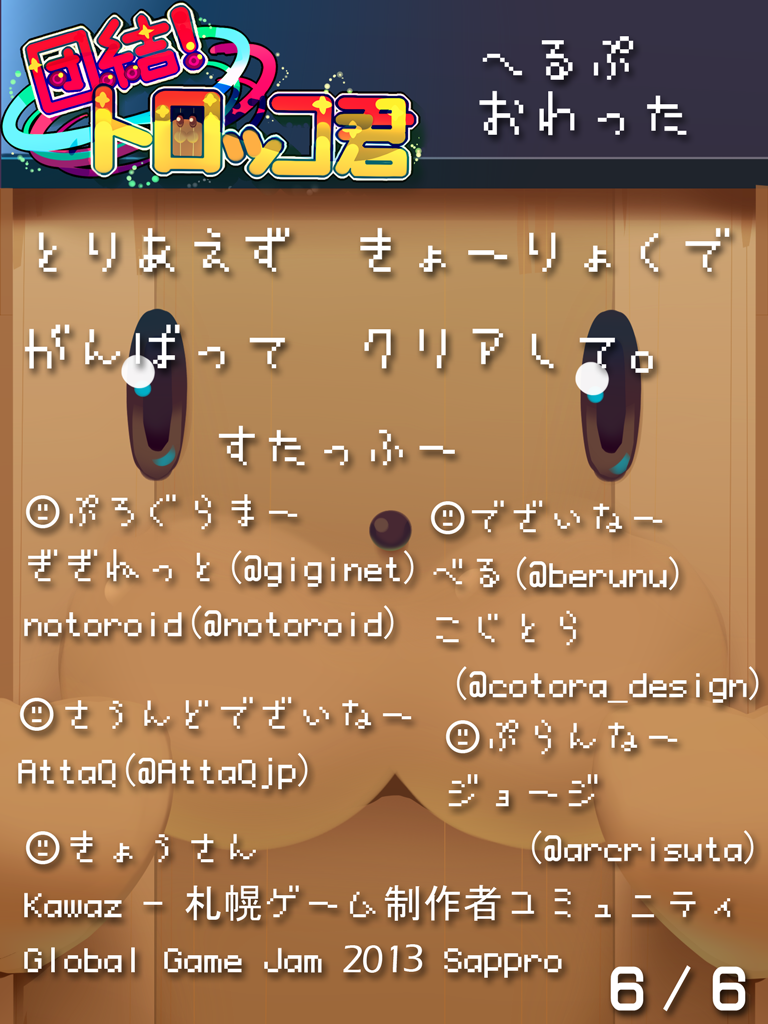 団結!
トロッコ君
へるぷ
おわった
とりあえず きょーりょくで
がんばって クリアして。
すたっふー
ぷろぐらまー
ぎぎねっと(@giginet)
notoroid(@notoroid)
でざいなー
べる(@berunu)
こじとら
(@cotora_design)
さうんどでざいなー
AttaQ(@AttaQjp)
ぷらんなー
ジョージ
(@arcrisuta)
きょうさん
Kawaz - 札幌ゲーム制作者コミュニティ
Global Game Jam 2013 Sappro
6/6